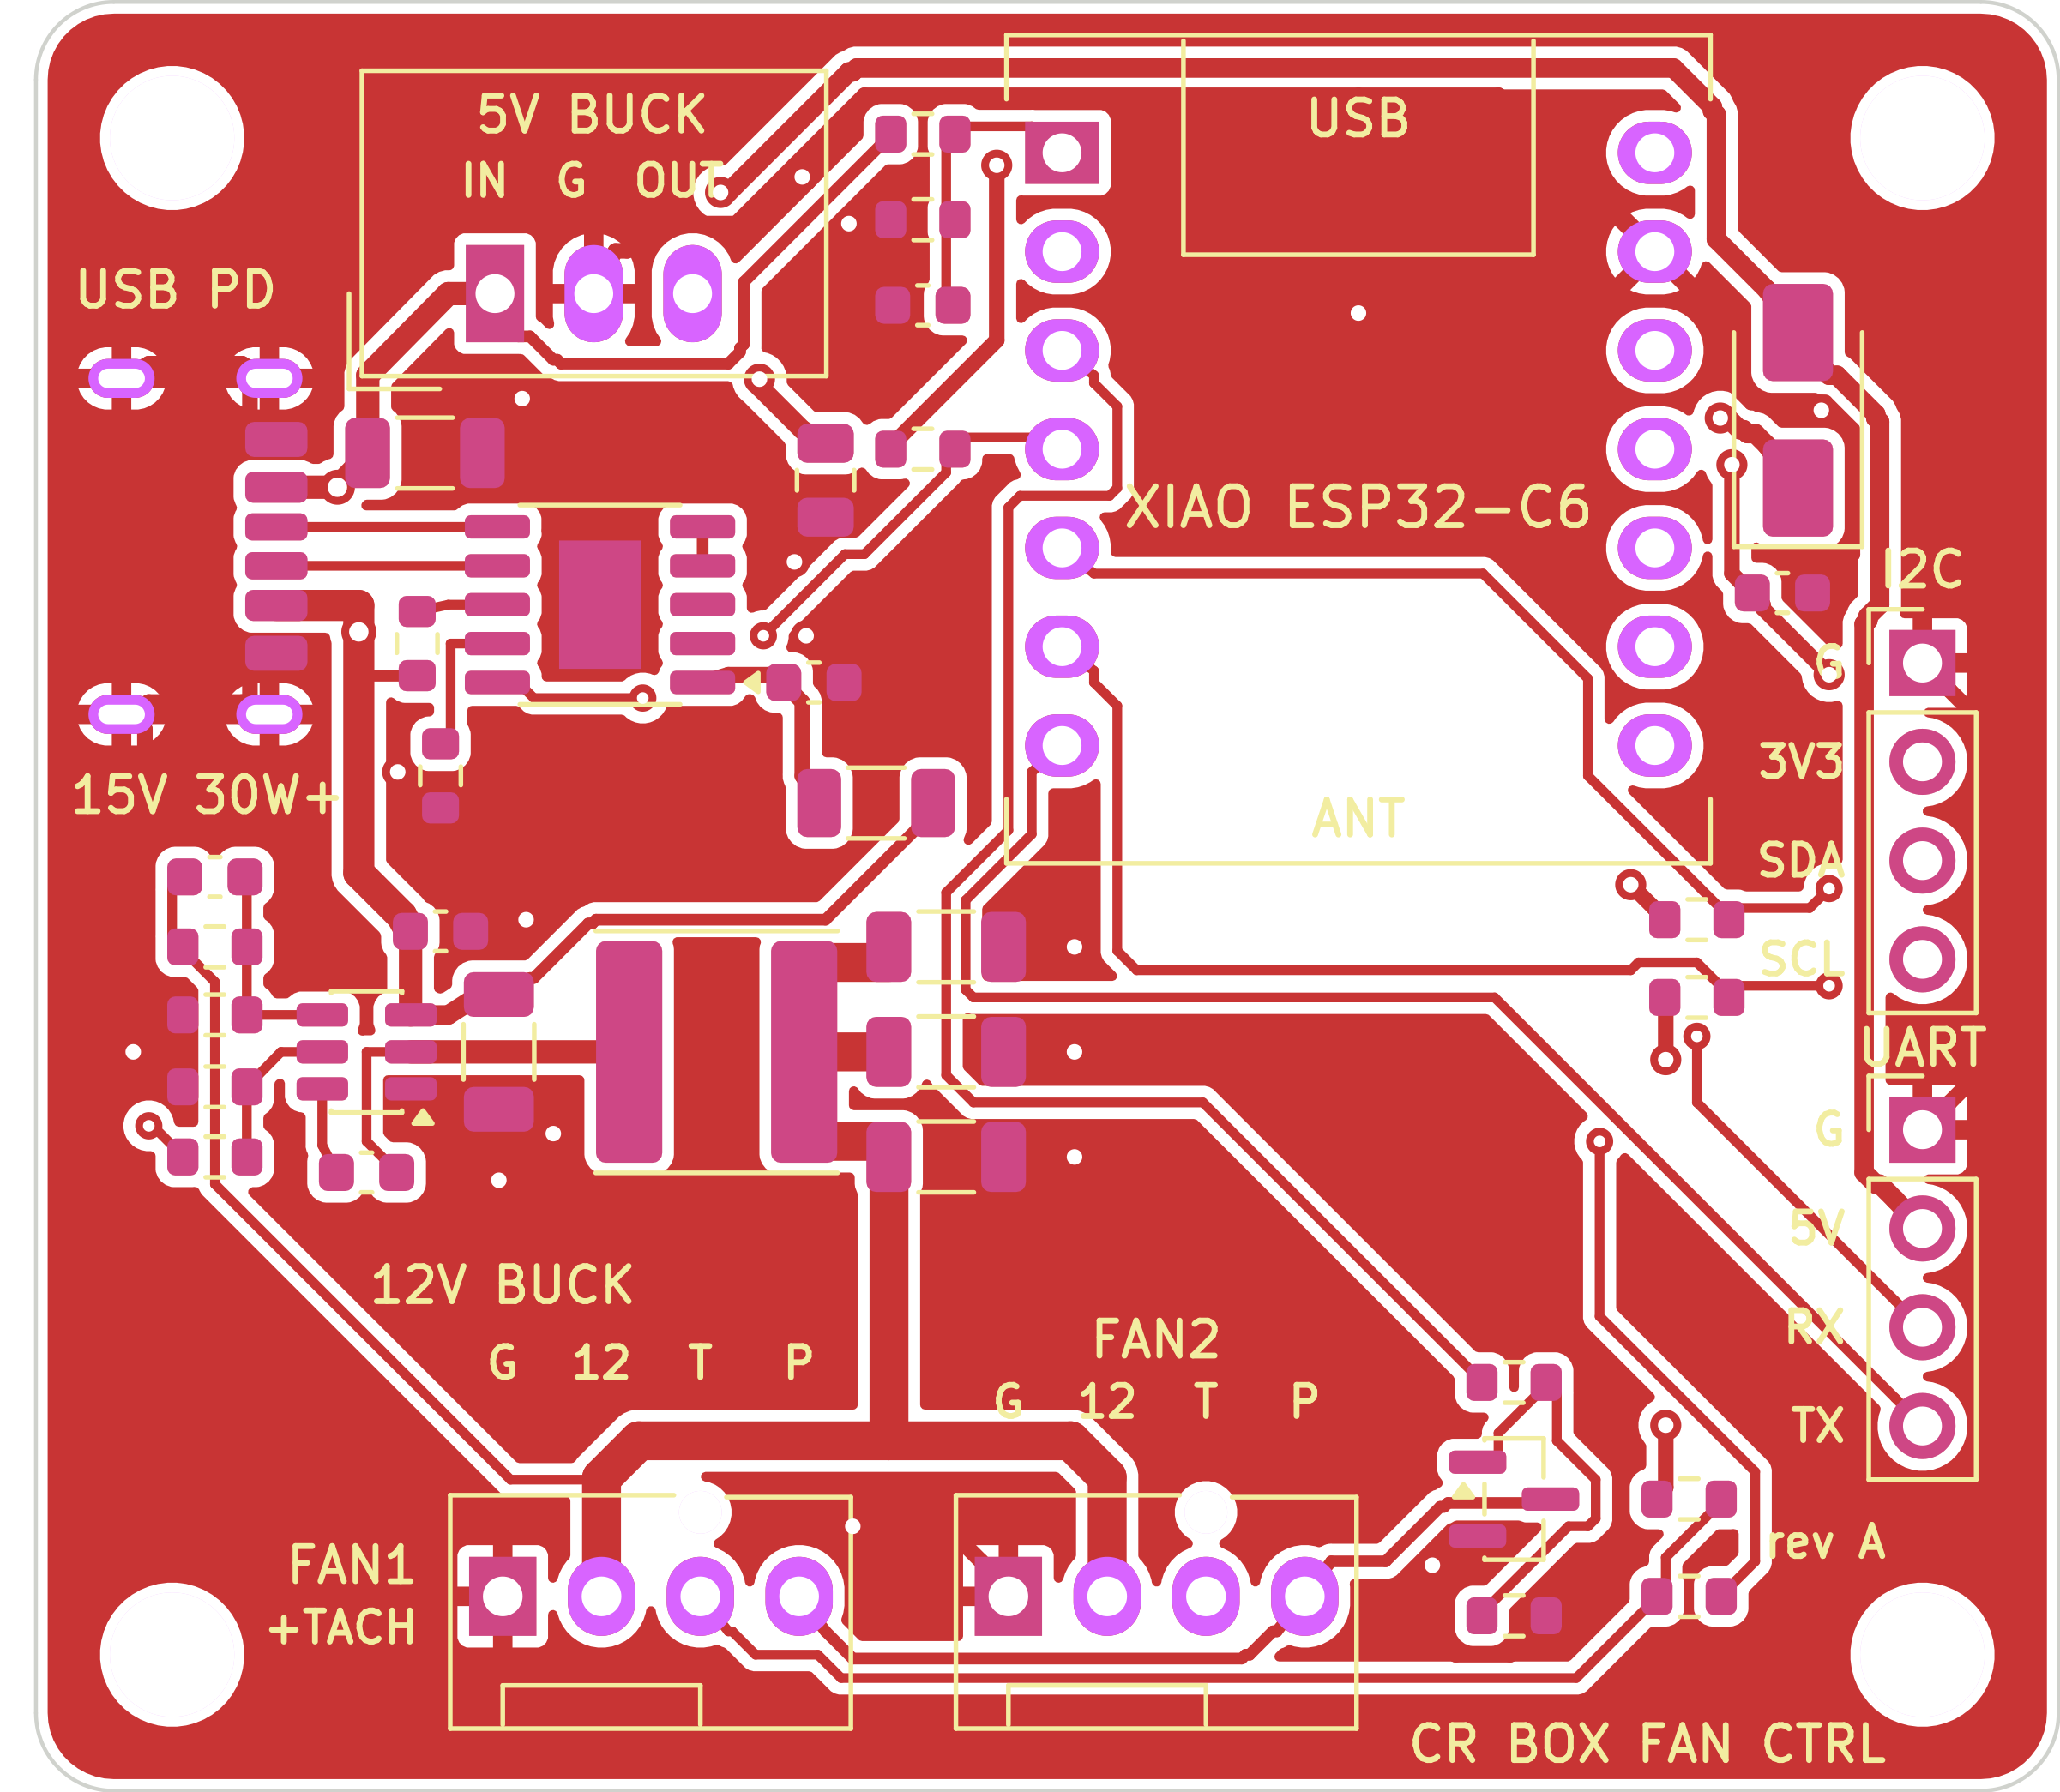 5V BUCK
IN G OUT
USB
USB PD
XIAO ESP32-C6
I2C
G
3V3
SDA
SCL
15V 30W+
ANT
UART
G
5V
RX
TX
12V BUCK
G 12 T P
FAN2
G 12 T P
FAN1
+TACH
rev A
CR BOX FAN CTRL